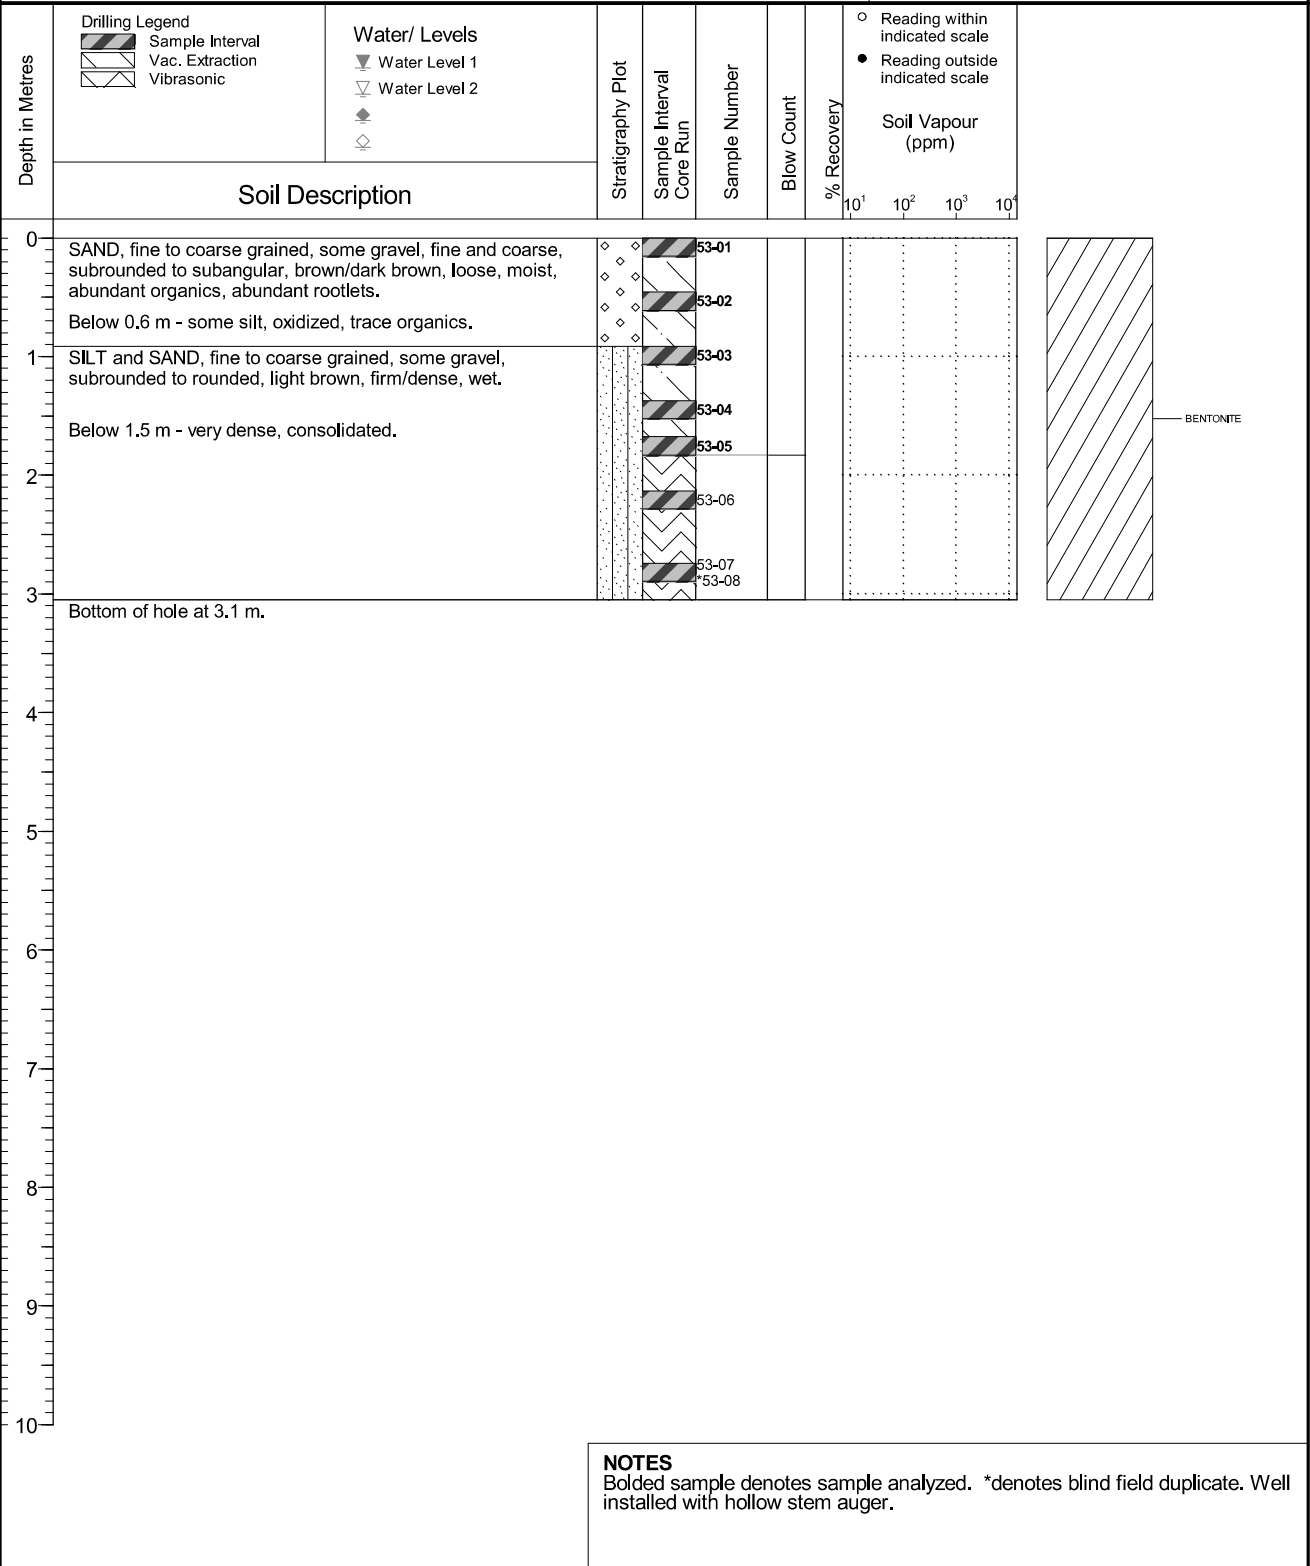 Depth in Metres
Drilling Legend
Sample Interval
Vac. Extraction
Vibrasonic
Water/ Levels
Water Level 1
Water Level 2
Soil Description
Stratigraphy Plot
Sample Interval
Core Run
Sample Number
Blow Count
% Recovery
Reading within
indicated scale
Reading outside
indicated scale
Soil Vapour
(ppm)
10¹ 10² 10³ 10⁴
0
SAND, fine to coarse grained, some gravel, fine and coarse,
subrounded to subangular, brown/dark brown, loose, moist,
abundant organics, abundant rootlets.
Below 0.6 m - some silt, oxidized, trace organics.
1
SILT and SAND, fine to coarse grained, some gravel,
subrounded to rounded, light brown, firm/dense, wet.
Below 1.5 m - very dense, consolidated.
53-01
53-02
53-03
53-04
53-05
53-06
53-07
*53-08
BENTONITE
2
3
Bottom of hole at 3.1 m.
4
5
6
7
8
9
10
NOTES
Bolded sample denotes sample analyzed. *denotes blind field duplicate. Well
installed with hollow stem auger.